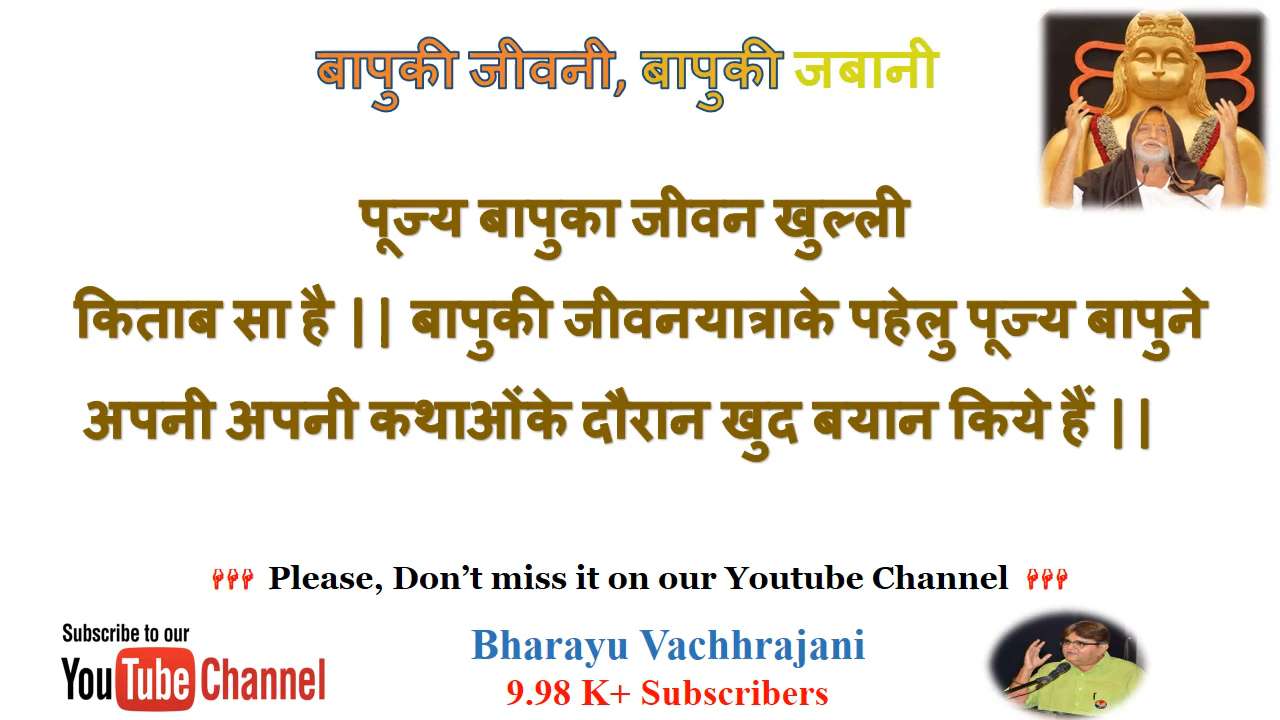 बापुकी जीवनी, बापुकी जबानी
पूज्य बापुका जीवन खुल्ली
किताब सा है || बापुकी जीवनयात्राके पहेलु पूज्य बापुने
अपनी अपनी कथाओंके दौरान खुद बयान किये हैं ||
Please, Don’t miss it on our Youtube Channel
Subscribe to our
YouTube Channel
Bharayu Vachhrajani
9.98 K+ Subscribers